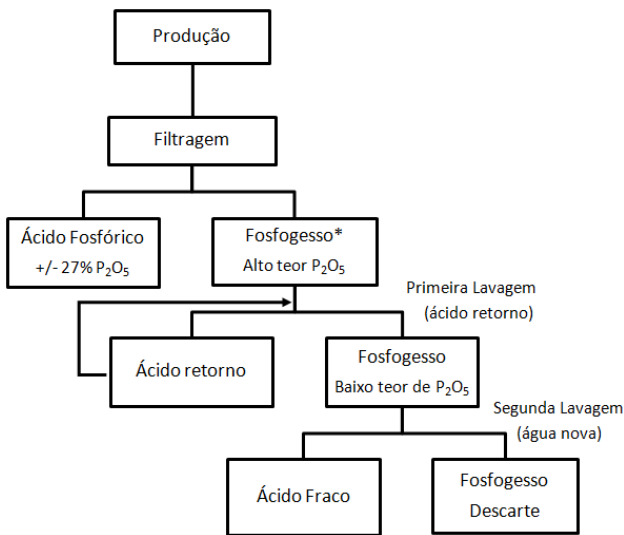 Produção
Filtragem
Ácido Fosfórico
+/- 27% P₂O₅
Fosfogesso*
Alto teor P₂O₅
Primeira Lavagem
(ácido retorno)
Ácido retorno
Fosfogesso
Baixo teor de P₂O₅
Segunda Lavagem
(água nova)
Ácido Fraco
Fosfogesso
Descarte